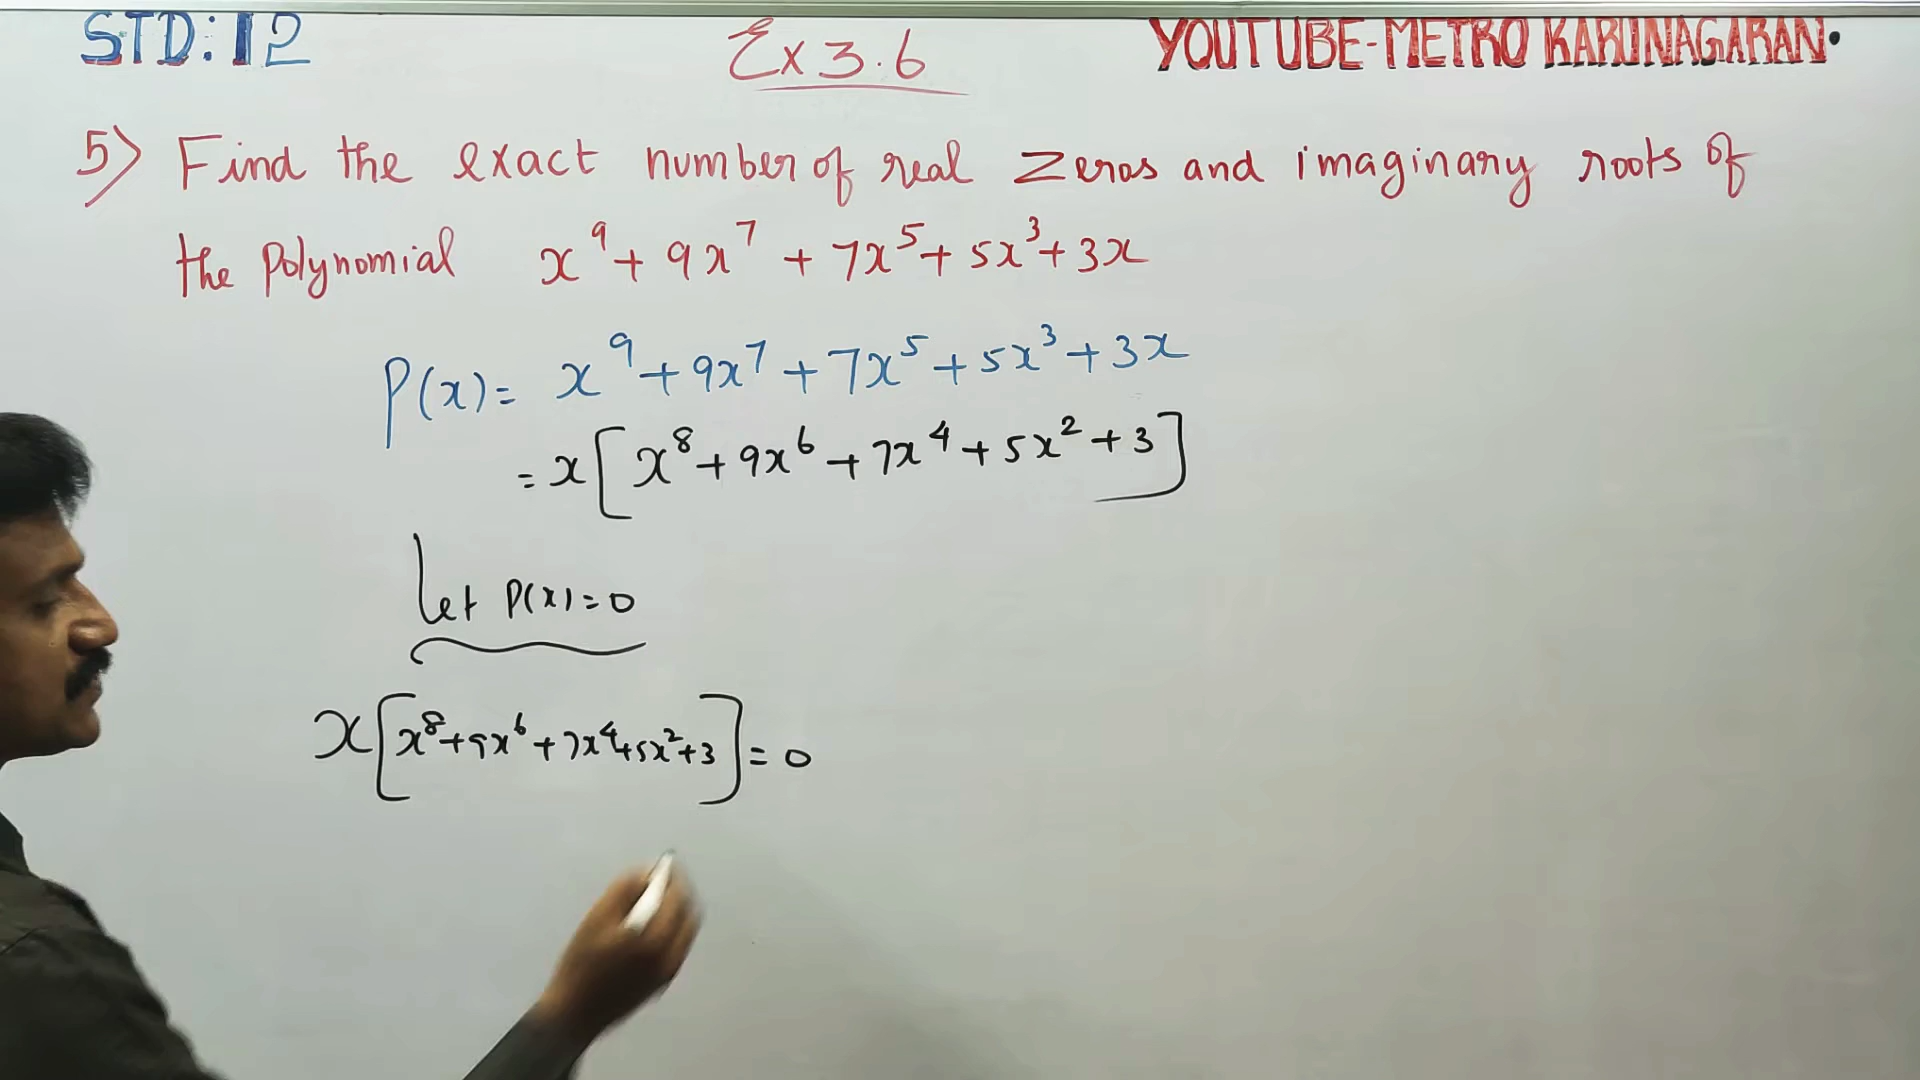 STD: 12
Ex 3.6
YOUTUBE-METRO KARUNAGARAN.
5) Find the exact number of real zeros and imaginary roots of
the polynomial x⁹ + 9x⁷ + 7x⁵ + 5x³ + 3x
P(x) = x⁹ + 9x⁷ + 7x⁵ + 5x³ + 3x
= x[x⁸ + 9x⁶ + 7x⁴ + 5x² + 3]
Let P(x) = 0
x[x⁸ + 9x⁶ + 7x⁴ + 5x² + 3] = 0